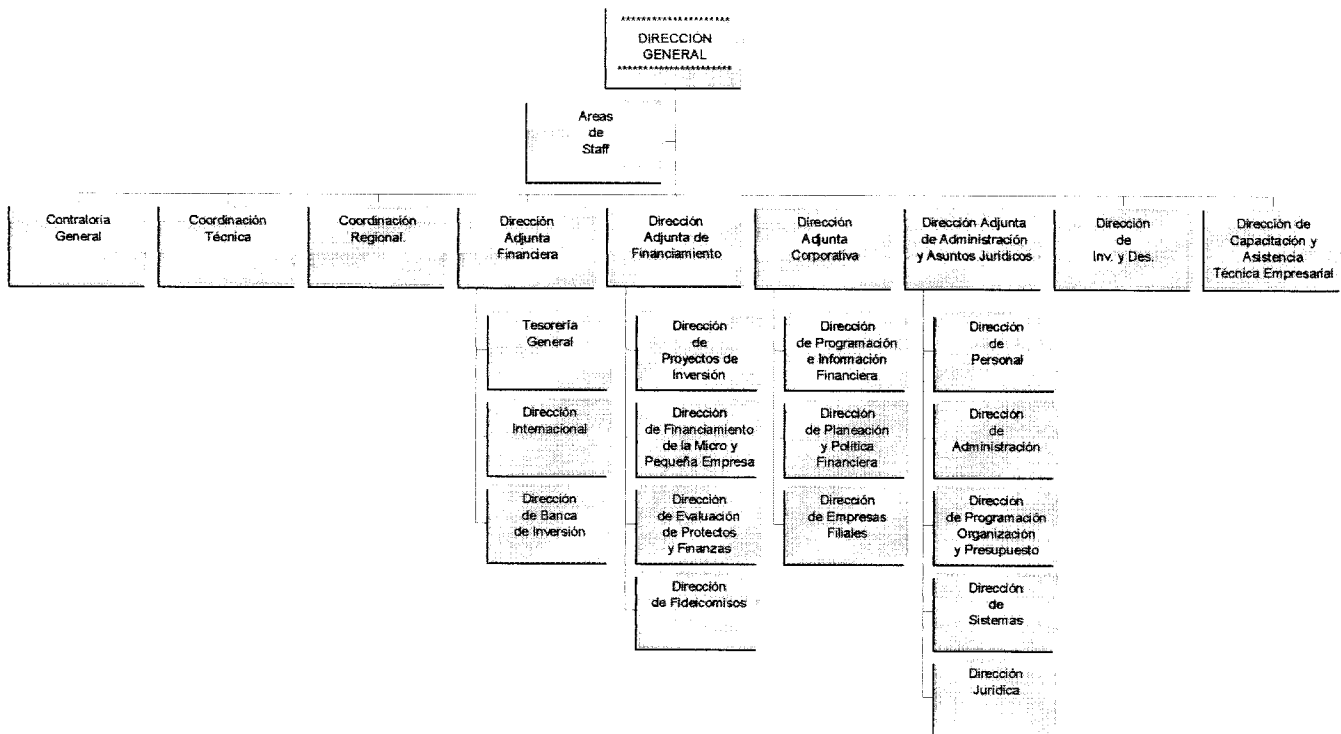 *********************
DIRECCIÓN
GENERAL
**********************
Areas
de
Staff
Contraloria
General
Coordinación
Técnica
Coordinación
Regional.
Dirección
Adjunta
Financiera
Dirección
Adjunta de
Financiamiento
Dirección
Adjunta
Corporativa
Dirección Adjunta
de Administración
y Asuntos Jurídicos
Dirección
de
Inv. y Des.
Dirección de
Capacitación y
Asistencia
Técnica Empresarial
Tesorería
General
Dirección
Internacional
Dirección
de Banca
de Inversión
Dirección
de
Proyectos de
Inversión
Dirección
de Financiamiento
de la Micro y
Pequeña Empresa
Dirección
de Evaluación
de Protectos
y Finanzas
Dirección
de Fideicomisos
Dirección
de Programación
e Información
Financiera
Dirección
de Planeación
y Política
Financiera
Dirección
de Empresas
Filiales
Dirección
de
Personal
Dirección
de
Administración
Dirección
de Programación
Organización
y Presupuesto
Dirección
de
Sistemas
Dirección
Jurídica